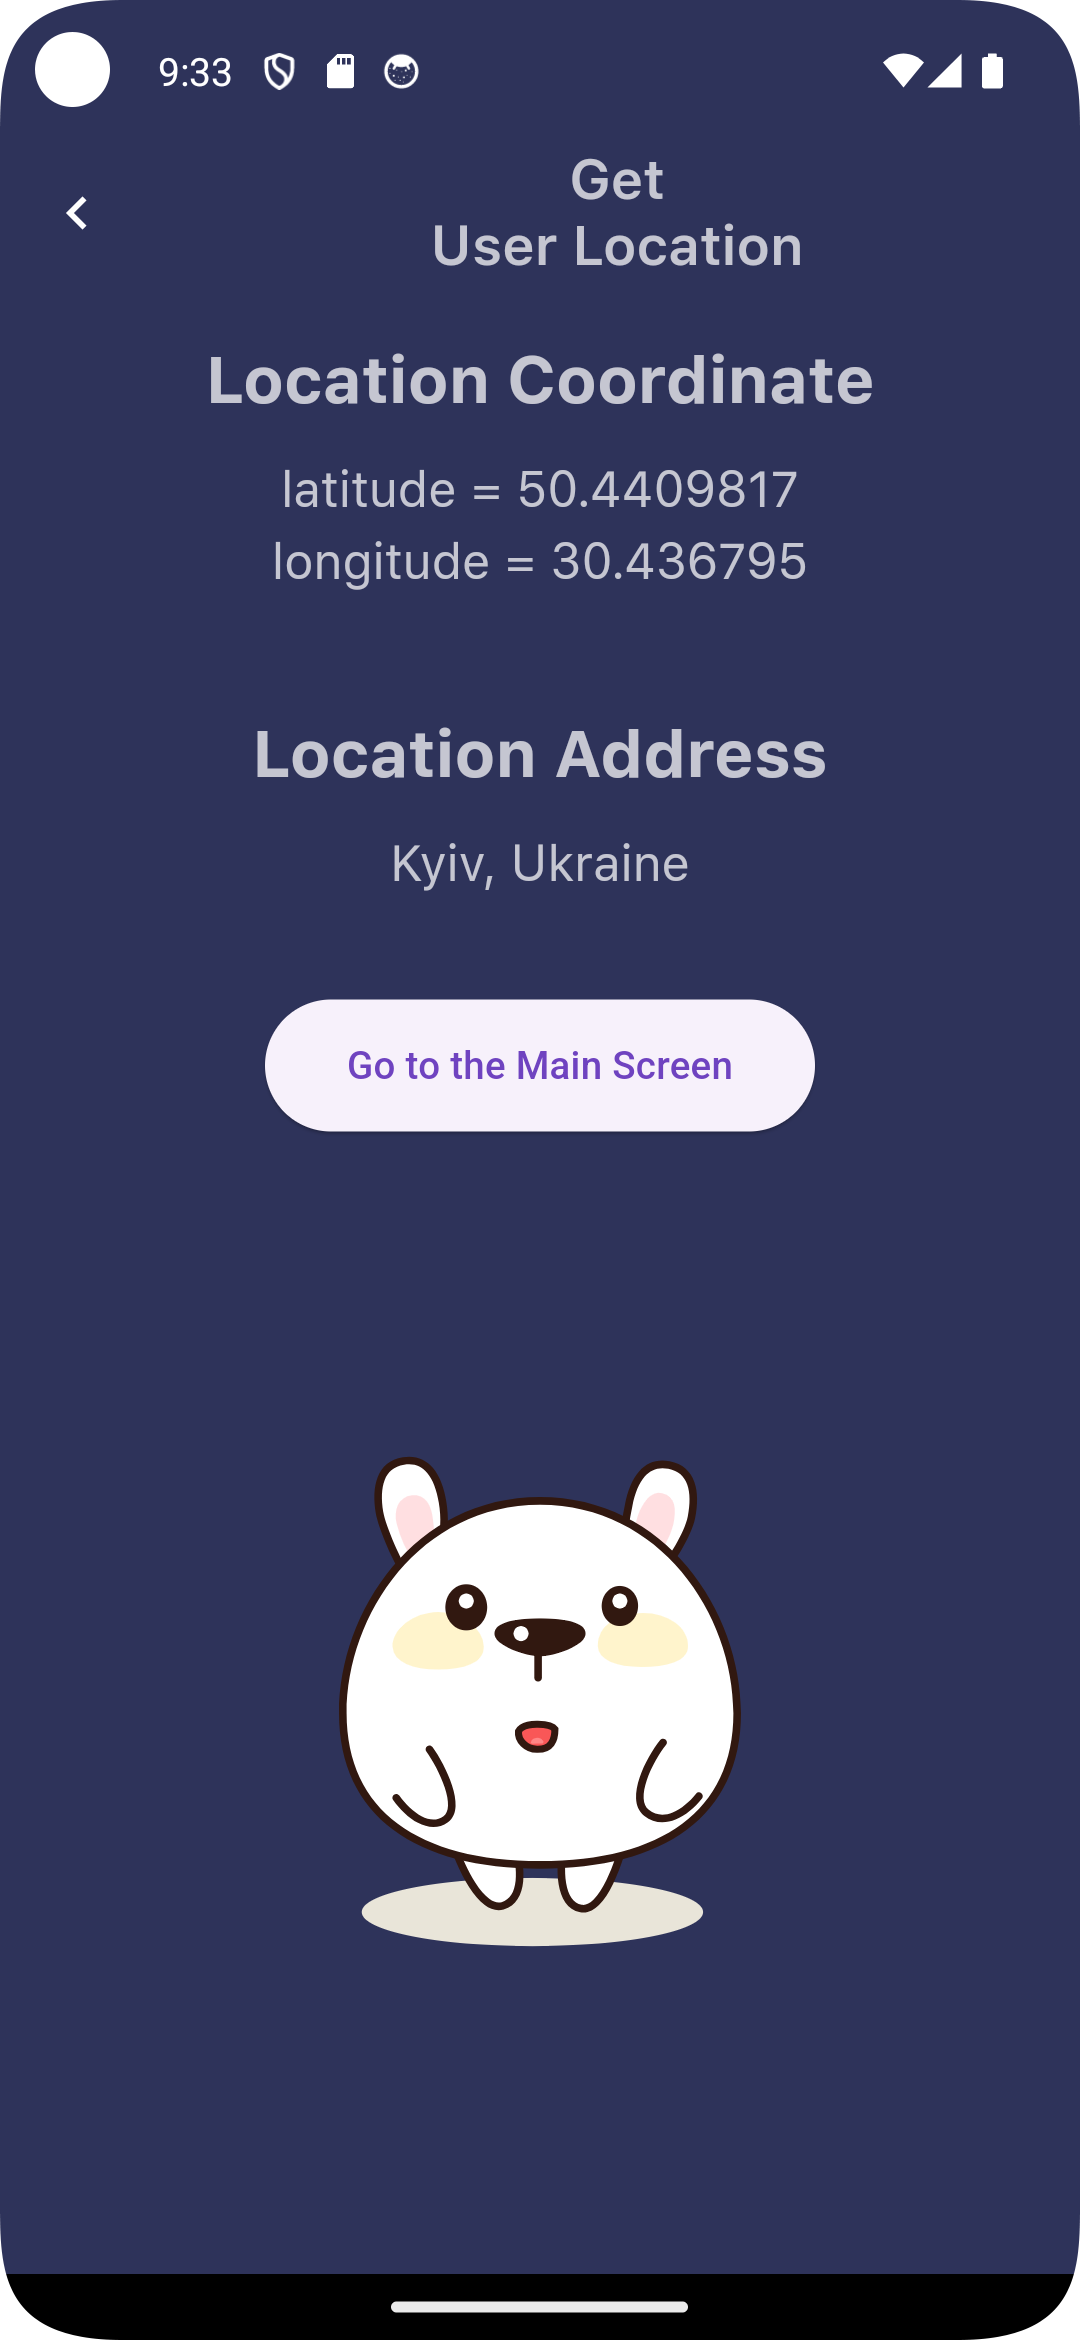 9:33
Get
User Location
Location Coordinate
latitude = 50.4409817
longitude = 30.436795
Location Address
Kyiv, Ukraine
Go to the Main Screen